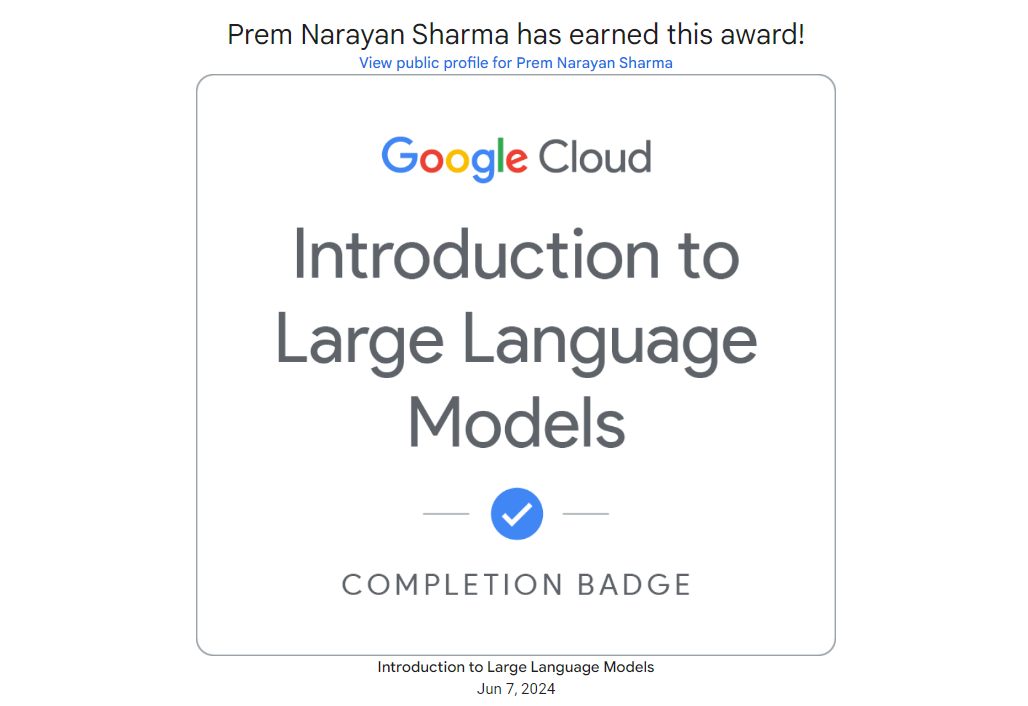 Prem Narayan Sharma has earned this award!
View public profile for Prem Narayan Sharma
Google Cloud
Introduction to
Large Language
Models
COMPLETION BADGE
Introduction to Large Language Models
Jun 7, 2024